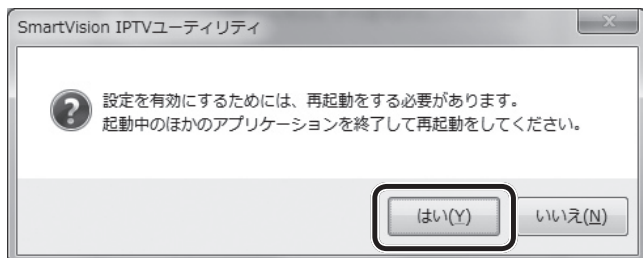 SmartVision IPTVユーティリティ
設定を有効にするためには、再起動をする必要があります。
起動中のほかのアプリケーションを終了して再起動をしてください。
はい(Y) いいえ(N)